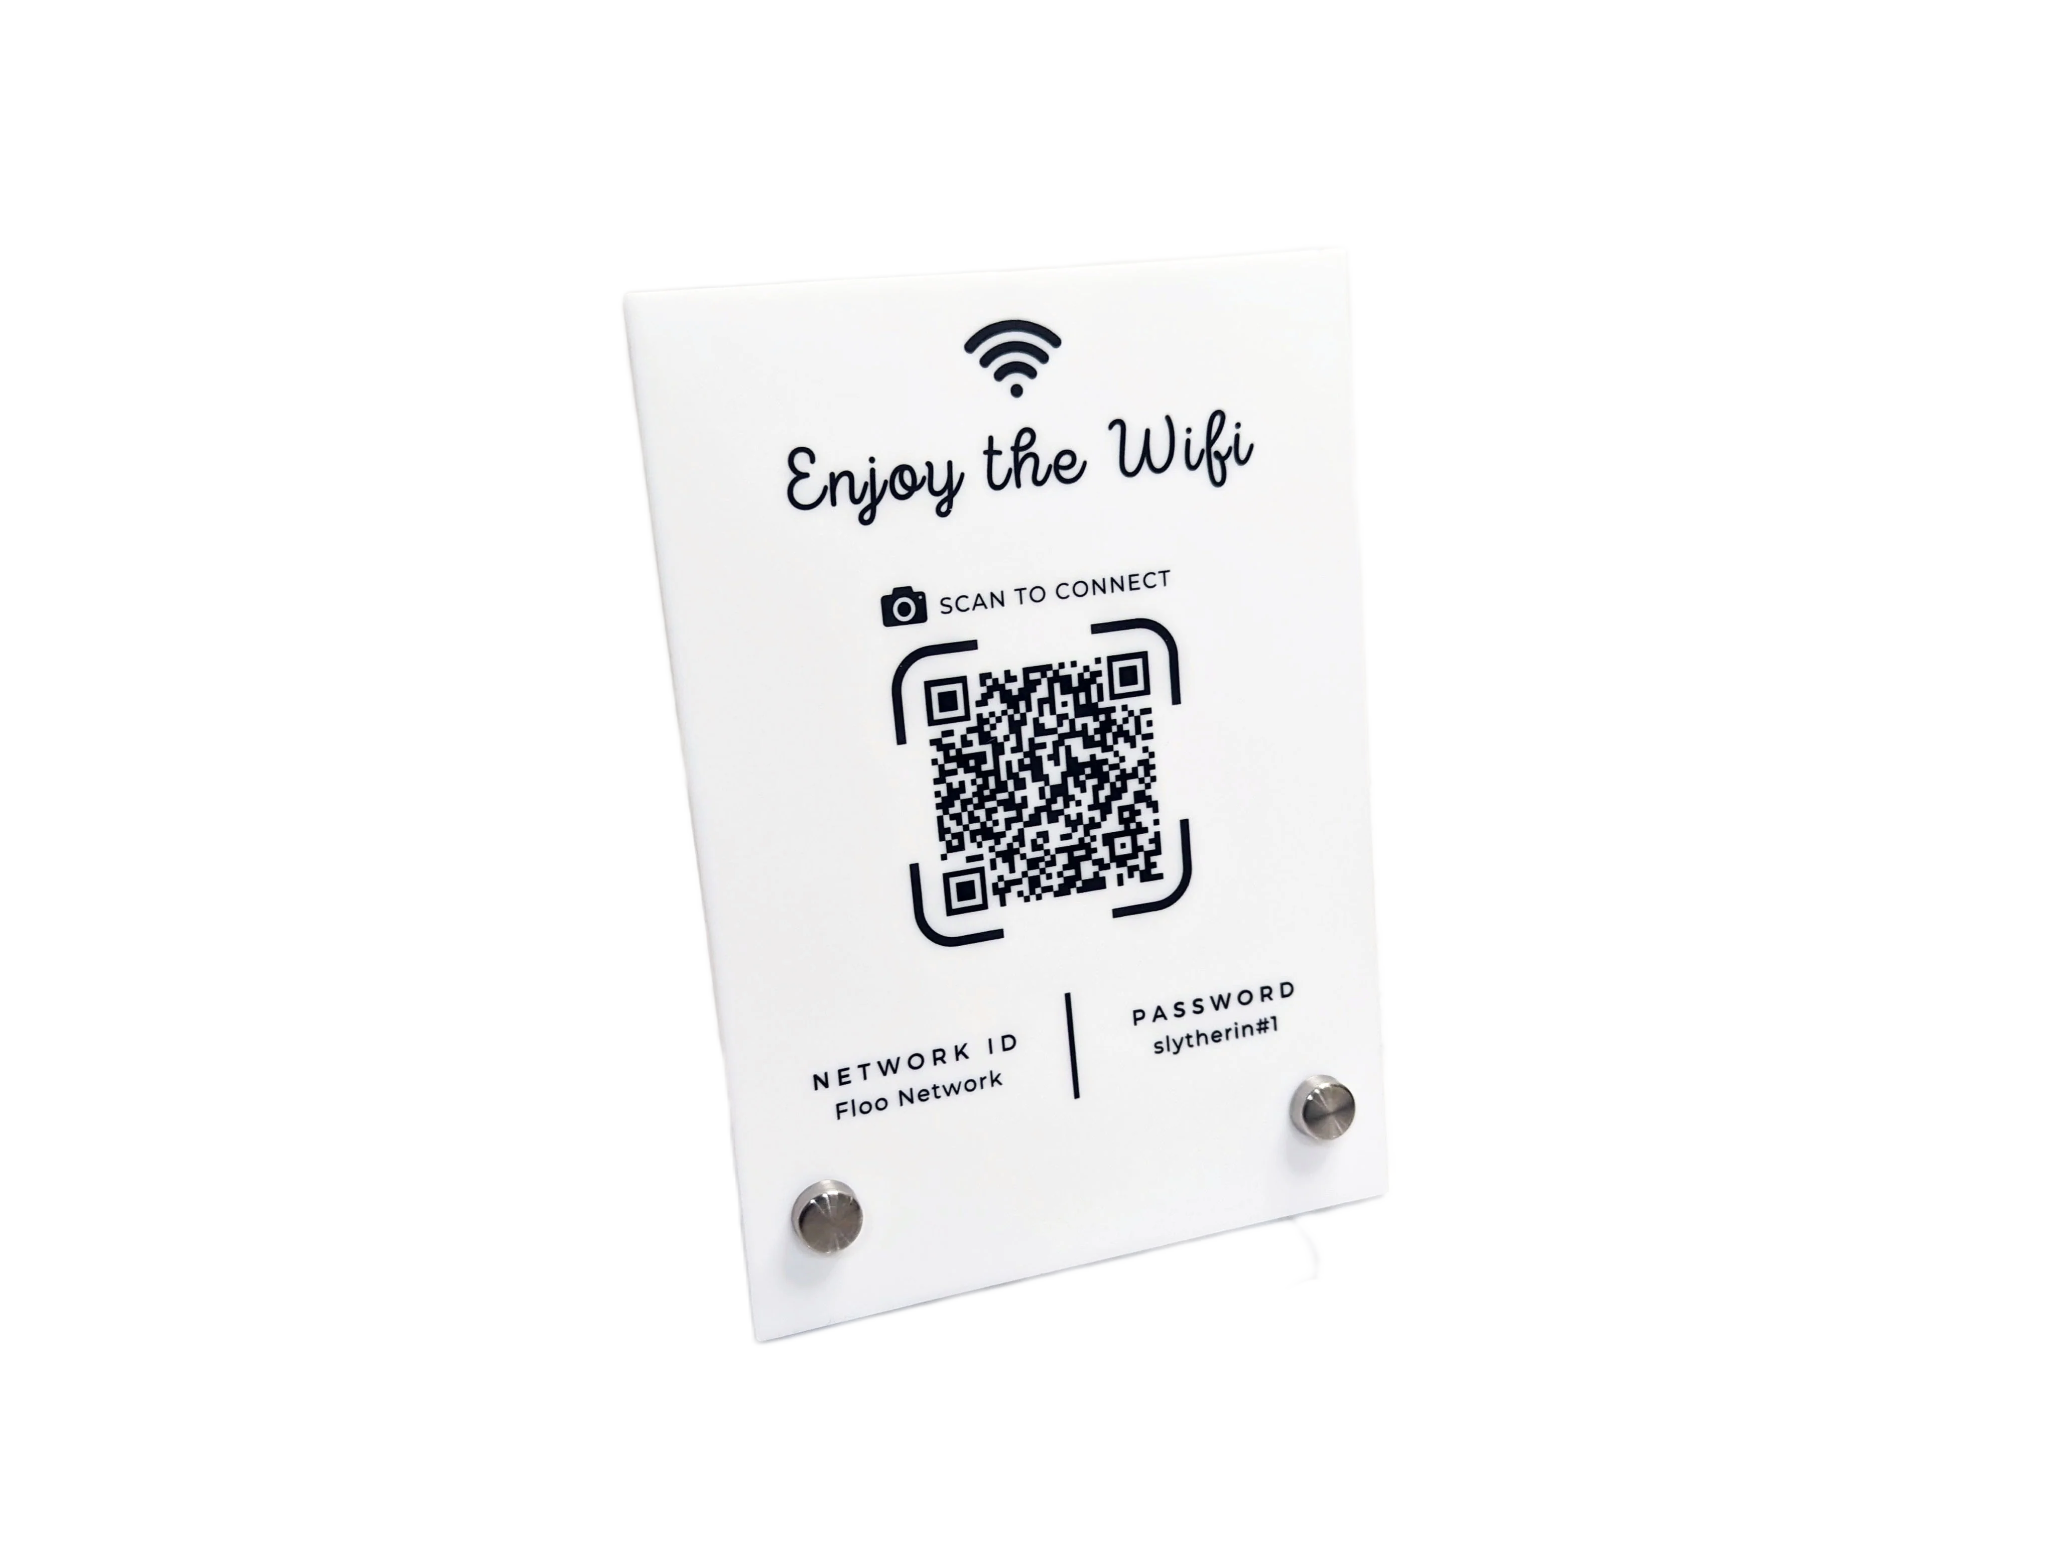 Enjoy the Wifi
SCAN TO CONNECT
NETWORK ID
Floo Network
PASSWORD
slytherin#1